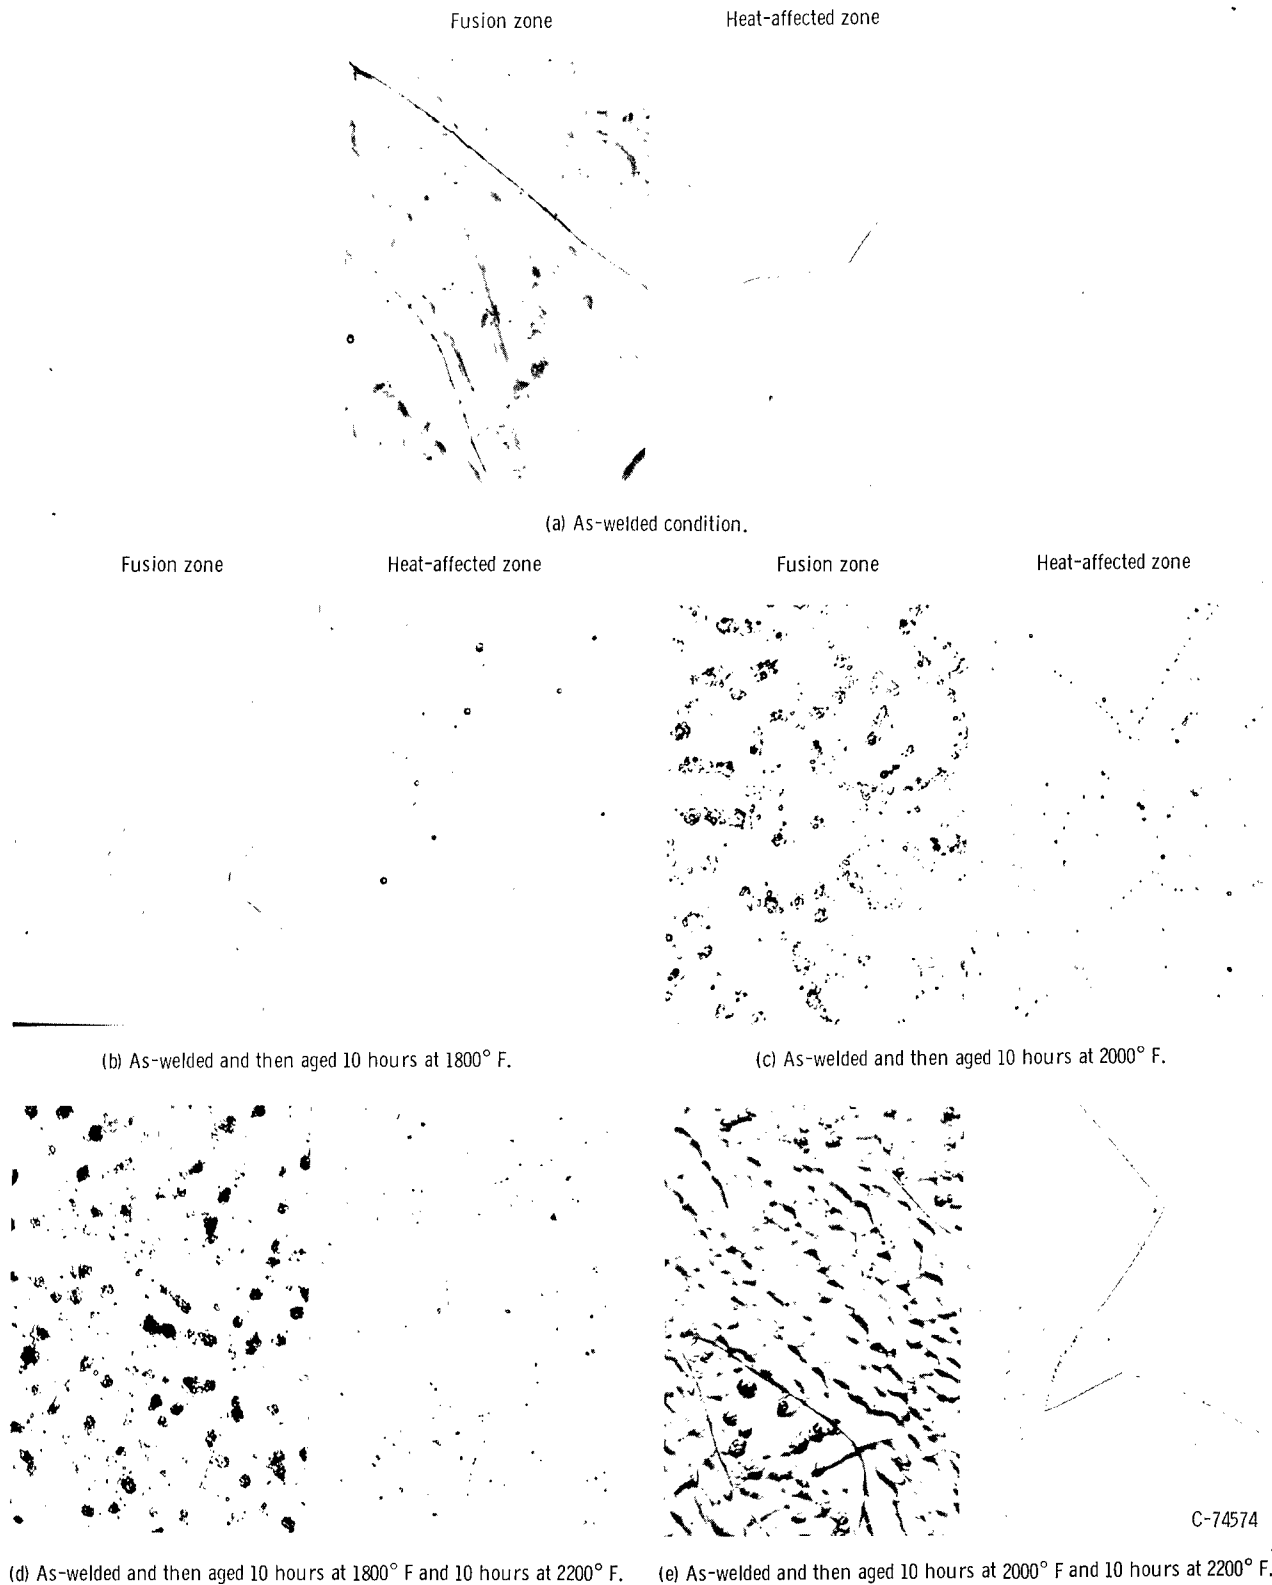 Fusion zone
Heat-affected zone
(a) As-welded condition.
Fusion zone
Heat-affected zone
Fusion zone
Heat-affected zone
(b) As-welded and then aged 10 hours at 1800° F.
(c) As-welded and then aged 10 hours at 2000° F.
C-74574
(d) As-welded and then aged 10 hours at 1800° F and 10 hours at 2200° F.
(e) As-welded and then aged 10 hours at 2000° F and 10 hours at 2200° F.